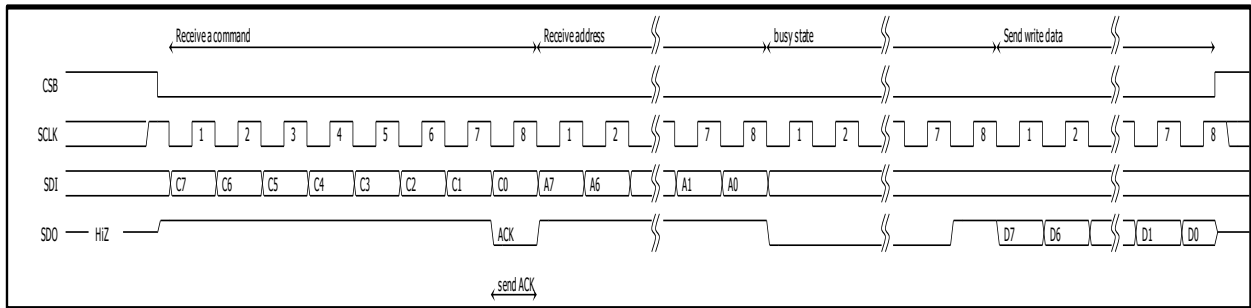 Receive a command Receive address busy state Send write data
CSB
SCLK 1 2 3 4 5 6 7 8 1 2 7 8 1 2 7 8 1 2 7 8
SDI C7 C6 C5 C4 C3 C2 C1 C0 A7 A6 A1 A0
SDO HiZ ACK D7 D6 D1 D0
send ACK